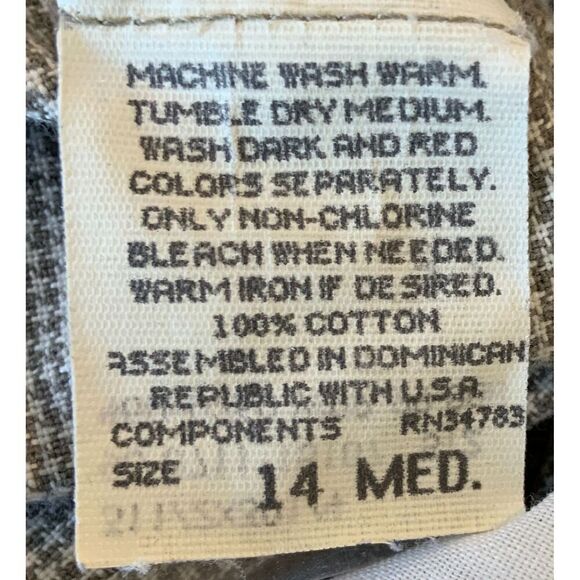 MACHINE WASH WARM.
TUMBLE DRY MEDIUM.
WASH DARK AND RED
COLORS SEPARATELY.
ONLY NON-CHLORINE
BLEACH WHEN NEEDED.
WARM IRON IF DESIRED.
100% COTTON
ASSEMBLED IN DOMINICAN
REPUBLIC WITH U.S.A.
COMPONENTS RN34783
SIZE 14 MED.